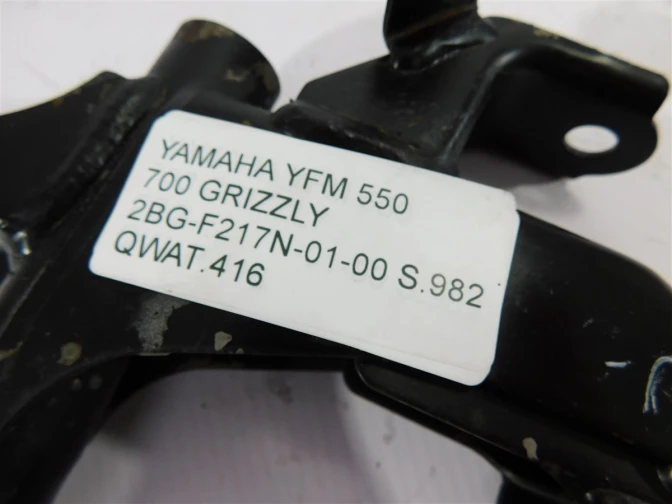 YAMAHA YFM 550
700 GRIZZLY
2BG-F217N-01-00 S.982
QWAT.416